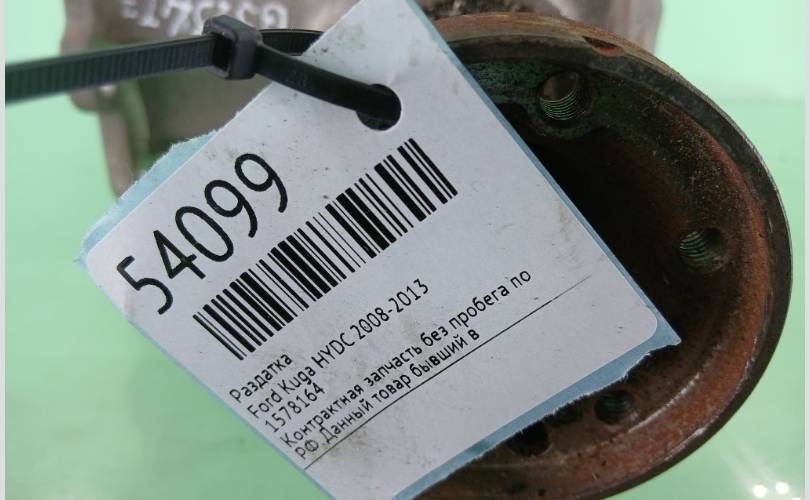 54099
Раздатка
Ford Kuga HYDC 2008-2013
1578164
Контрактная запчасть без пробега по
РФ Данный товар бывший в